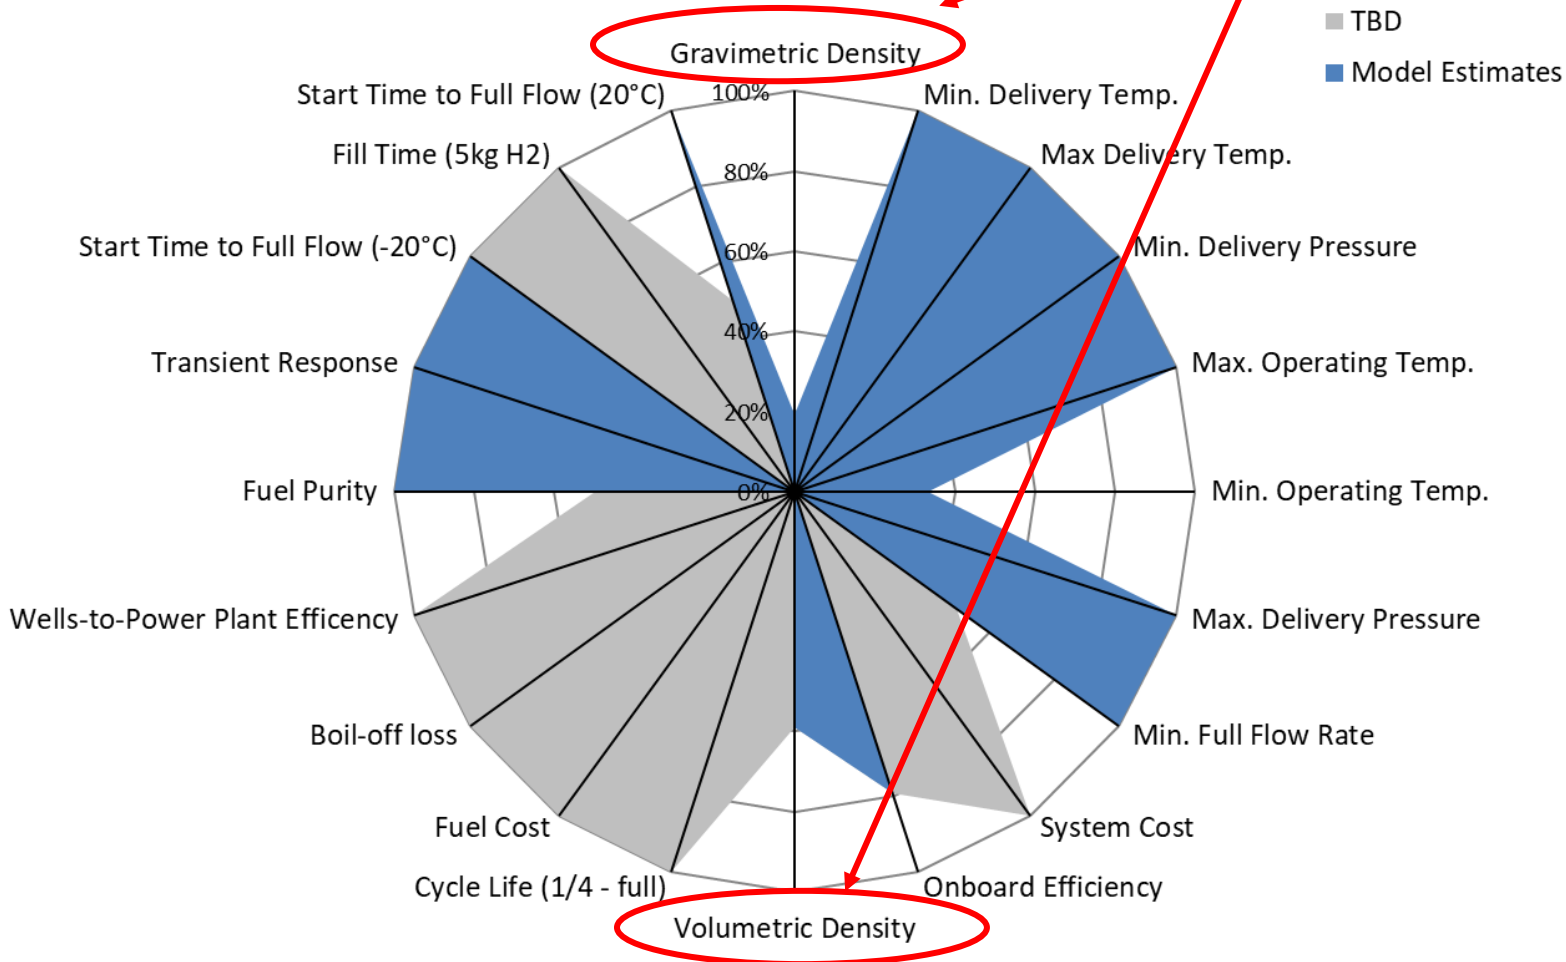 TBD
Model Estimates
Gravimetric Density
Start Time to Full Flow (20°C)
100%
Min. Delivery Temp.
Fill Time (5kg H2)
80%
Max Delivery Temp.
Start Time to Full Flow (-20°C)
60%
Min. Delivery Pressure
40%
Transient Response
Max. Operating Temp.
20%
Fuel Purity
0%
Min. Operating Temp.
Wells-to-Power Plant Efficency
Max. Delivery Pressure
Boil-off loss
Min. Full Flow Rate
Fuel Cost
System Cost
Cycle Life (1/4 - full)
Onboard Efficiency
Volumetric Density